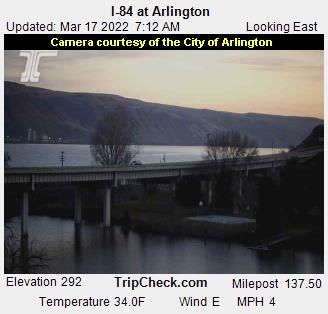 I-84 at Arlington
Updated: Mar 17 2022 7:12 AM Looking East
Camera courtesy of the City of Arlington
Elevation 292 TripCheck.com Milepost 137.50
Temperature 34.0F Wind E MPH 4